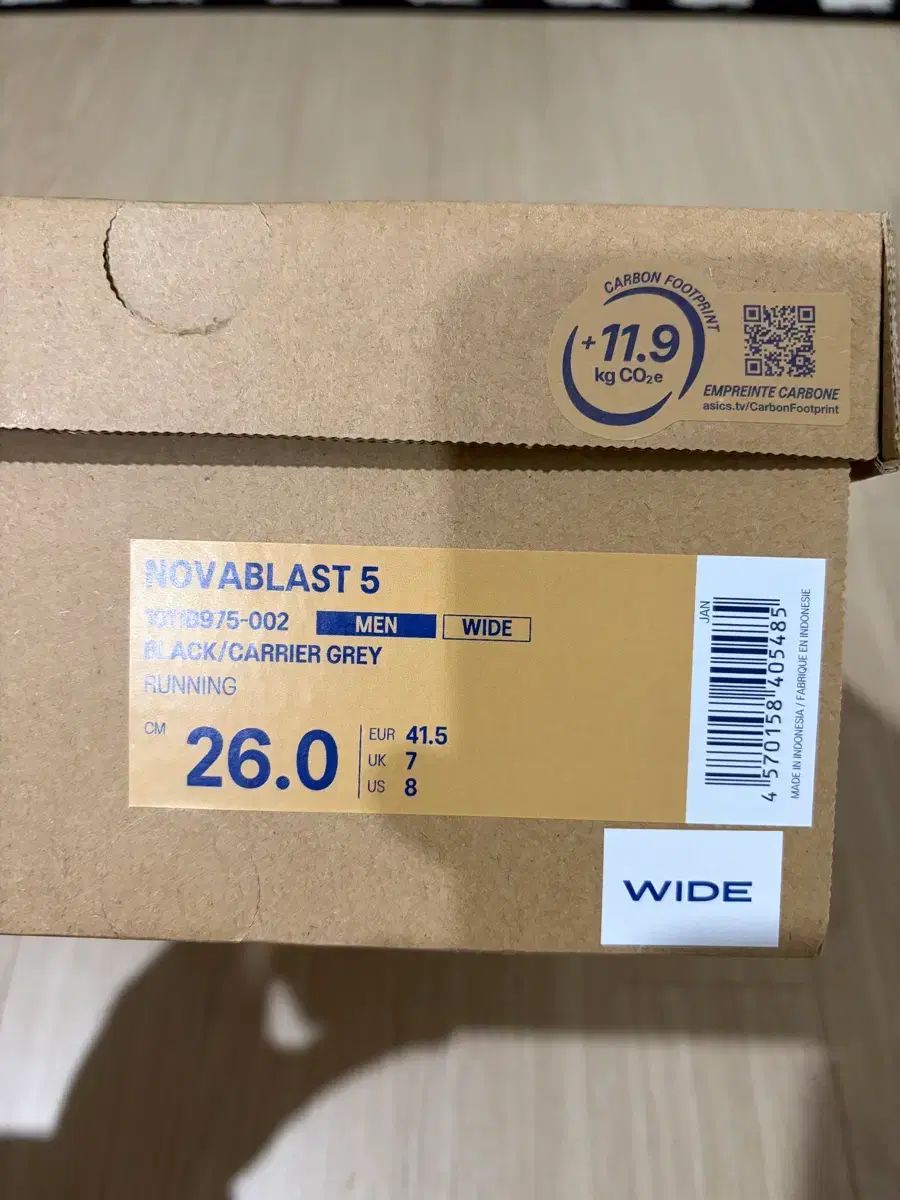 CARBON FOOTPRINT
+11.9
kg CO₂e
EMPREINTE CARBONE
asics.tv/CarbonFootprint
NOVABLAST 5
1011B975-002 MEN WIDE
BLACK/CARRIER GREY
RUNNING
CM 26.0
EUR 41.5
UK 7
US 8
JAN
4 570158 405485
MADE IN INDONESIA / FABRIQUE EN INDONESIE
WIDE